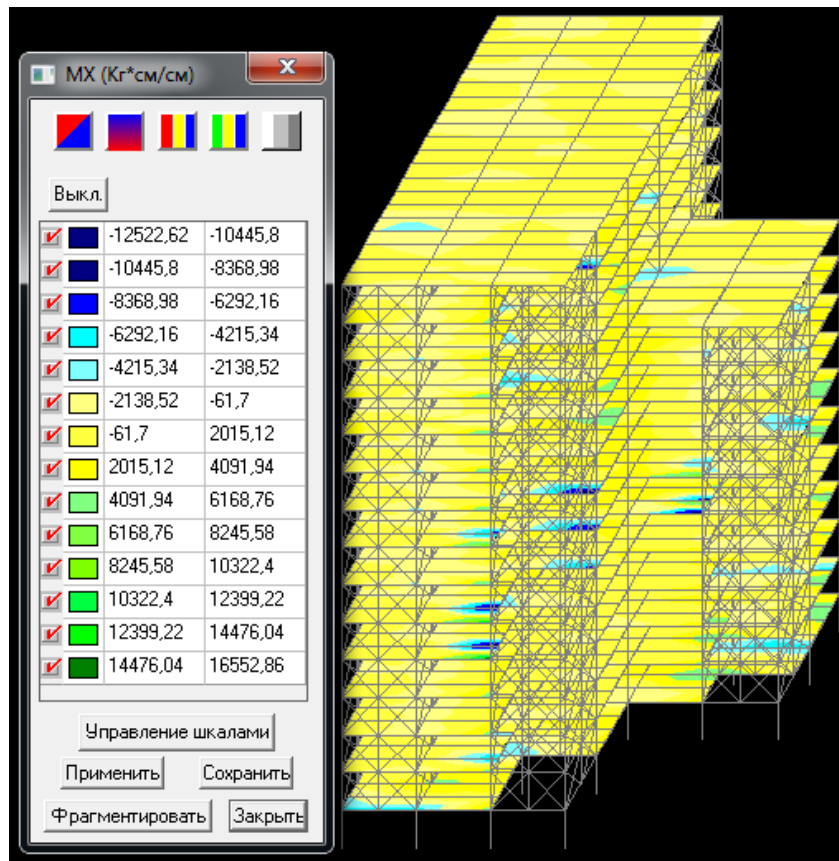 MX (Кг*см/см)
Выкл.
-12522,62 -10445,8
-10445,8 -8368,98
-8368,98 -6292,16
-6292,16 -4215,34
-4215,34 -2138,52
-2138,52 -61,7
-61,7 2015,12
2015,12 4091,94
4091,94 6168,76
6168,76 8245,58
8245,58 10322,4
10322,4 12399,22
12399,22 14476,04
14476,04 16552,86
Управление шкалами
Применить Сохранить
Фрагментировать Закрыть